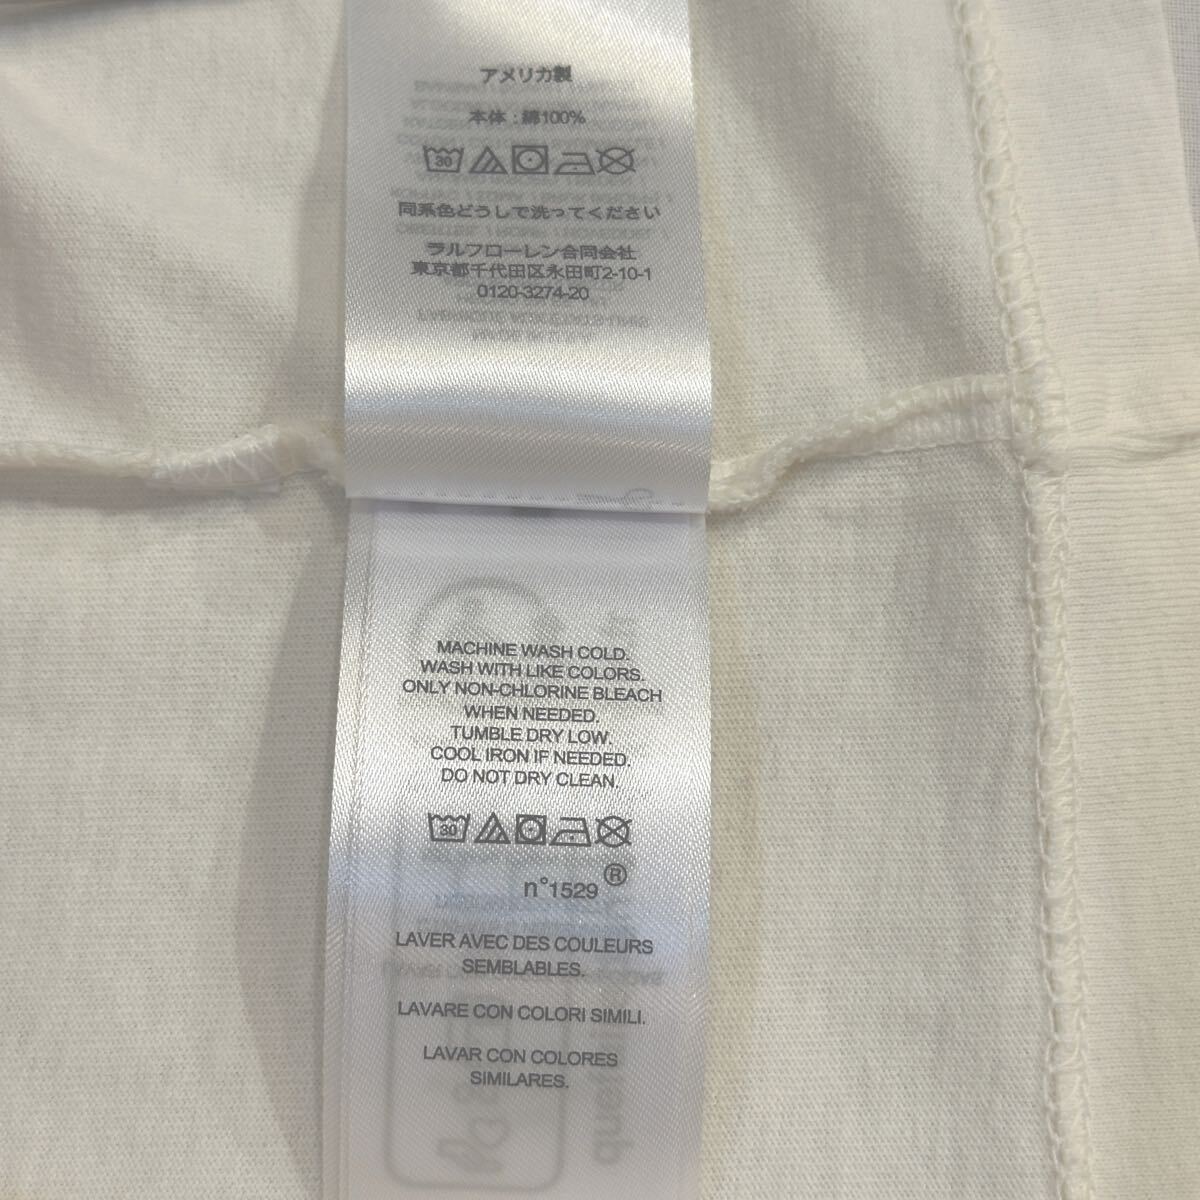 アメリカ製
本体:綿100%
30
同系色どうしで洗ってください
ラルフローレン合同会社
東京都千代田区永田町2-10-1
0120-3274-20
MACHINE WASH COLD.
WASH WITH LIKE COLORS.
ONLY NON-CHLORINE BLEACH
WHEN NEEDED.
TUMBLE DRY LOW.
COOL IRON IF NEEDED.
DO NOT DRY CLEAN.
30
n°1529®
LAVER AVEC DES COULEURS
SEMBLABLES.
LAVARE CON COLORI SIMILI.
LAVAR CON COLORES
SIMILARES.